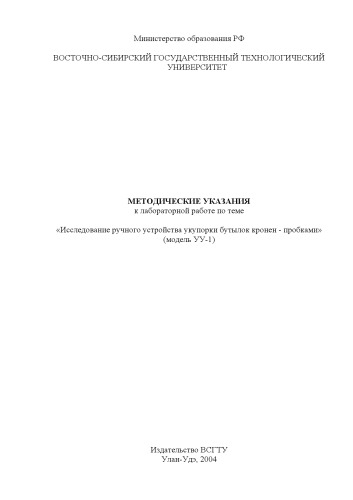 Министерство образования РФ
ВОСТОЧНО-СИБИРСКИЙ ГОСУДАРСТВЕННЫЙ ТЕХНОЛОГИЧЕСКИЙ
УНИВЕРСИТЕТ
МЕТОДИЧЕСКИЕ УКАЗАНИЯ
к лабораторной работе по теме
«Исследование ручного устройства укупорки бутылок кронен - пробками»
(модель УУ-1)
Издательство ВСГТУ
Улан-Удэ, 2004